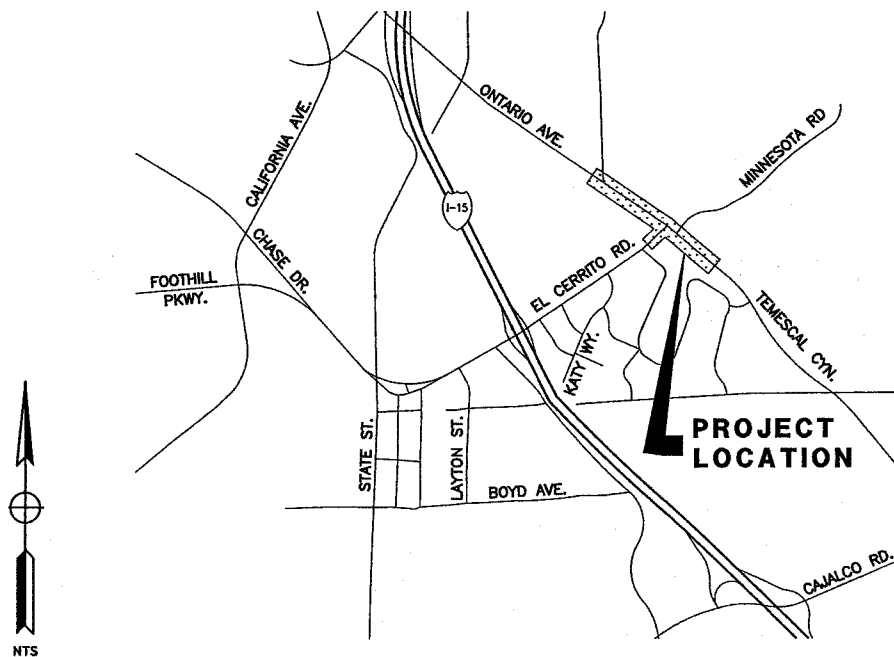 ONTARIO AVE.
MINNESOTA RD
CALIFORNIA AVE.
I-15
CHASE DR.
EL CERRITO RD.
FOOTHILL
PKWY.
TEMESCAL CYN.
KATY WY.
PROJECT
LOCATION
STATE ST.
LAYTON ST.
BOYD AVE.
CAJALCO RD.
NTS